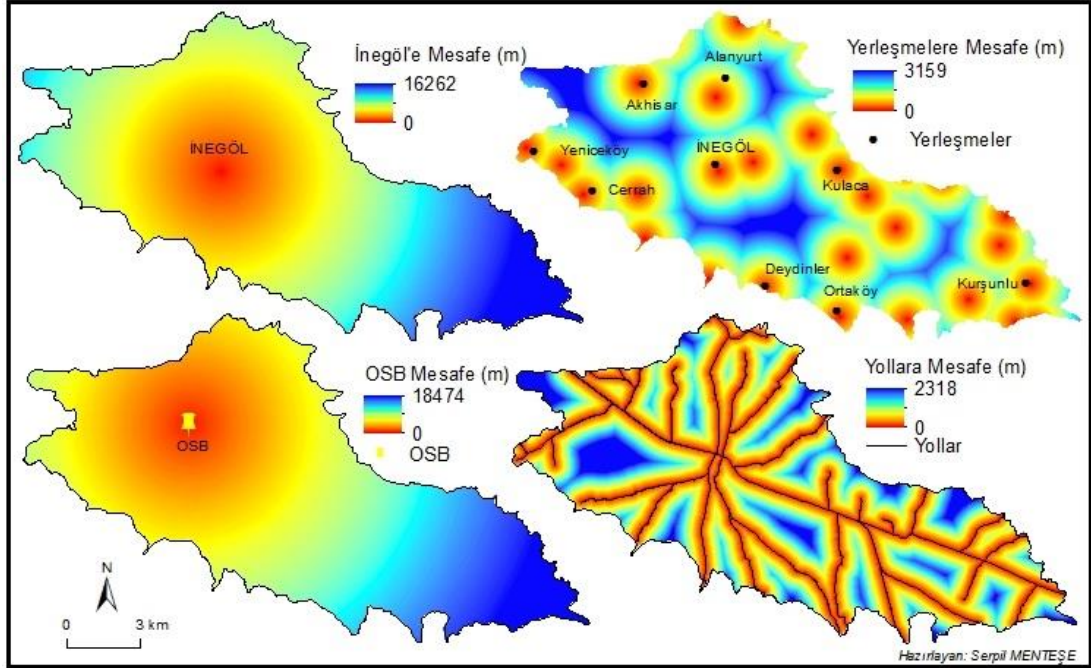 İnegöl'e Mesafe (m)
16262
0
İNEGÖL
Yerleşmelere Mesafe (m)
3159
0
Yerleşmeler
Alanyurt
Akhisar
Yeniceköy
İNEGÖL
Cerrah
Kulaca
Deydinler
Ortaköy
Kurşunlu
OSB Mesafe (m)
18474
0
OSB
OSB
Yollara Mesafe (m)
2318
0
Yollar
N
0 3 km
Hazırlayan: Serpil MENTEŞE